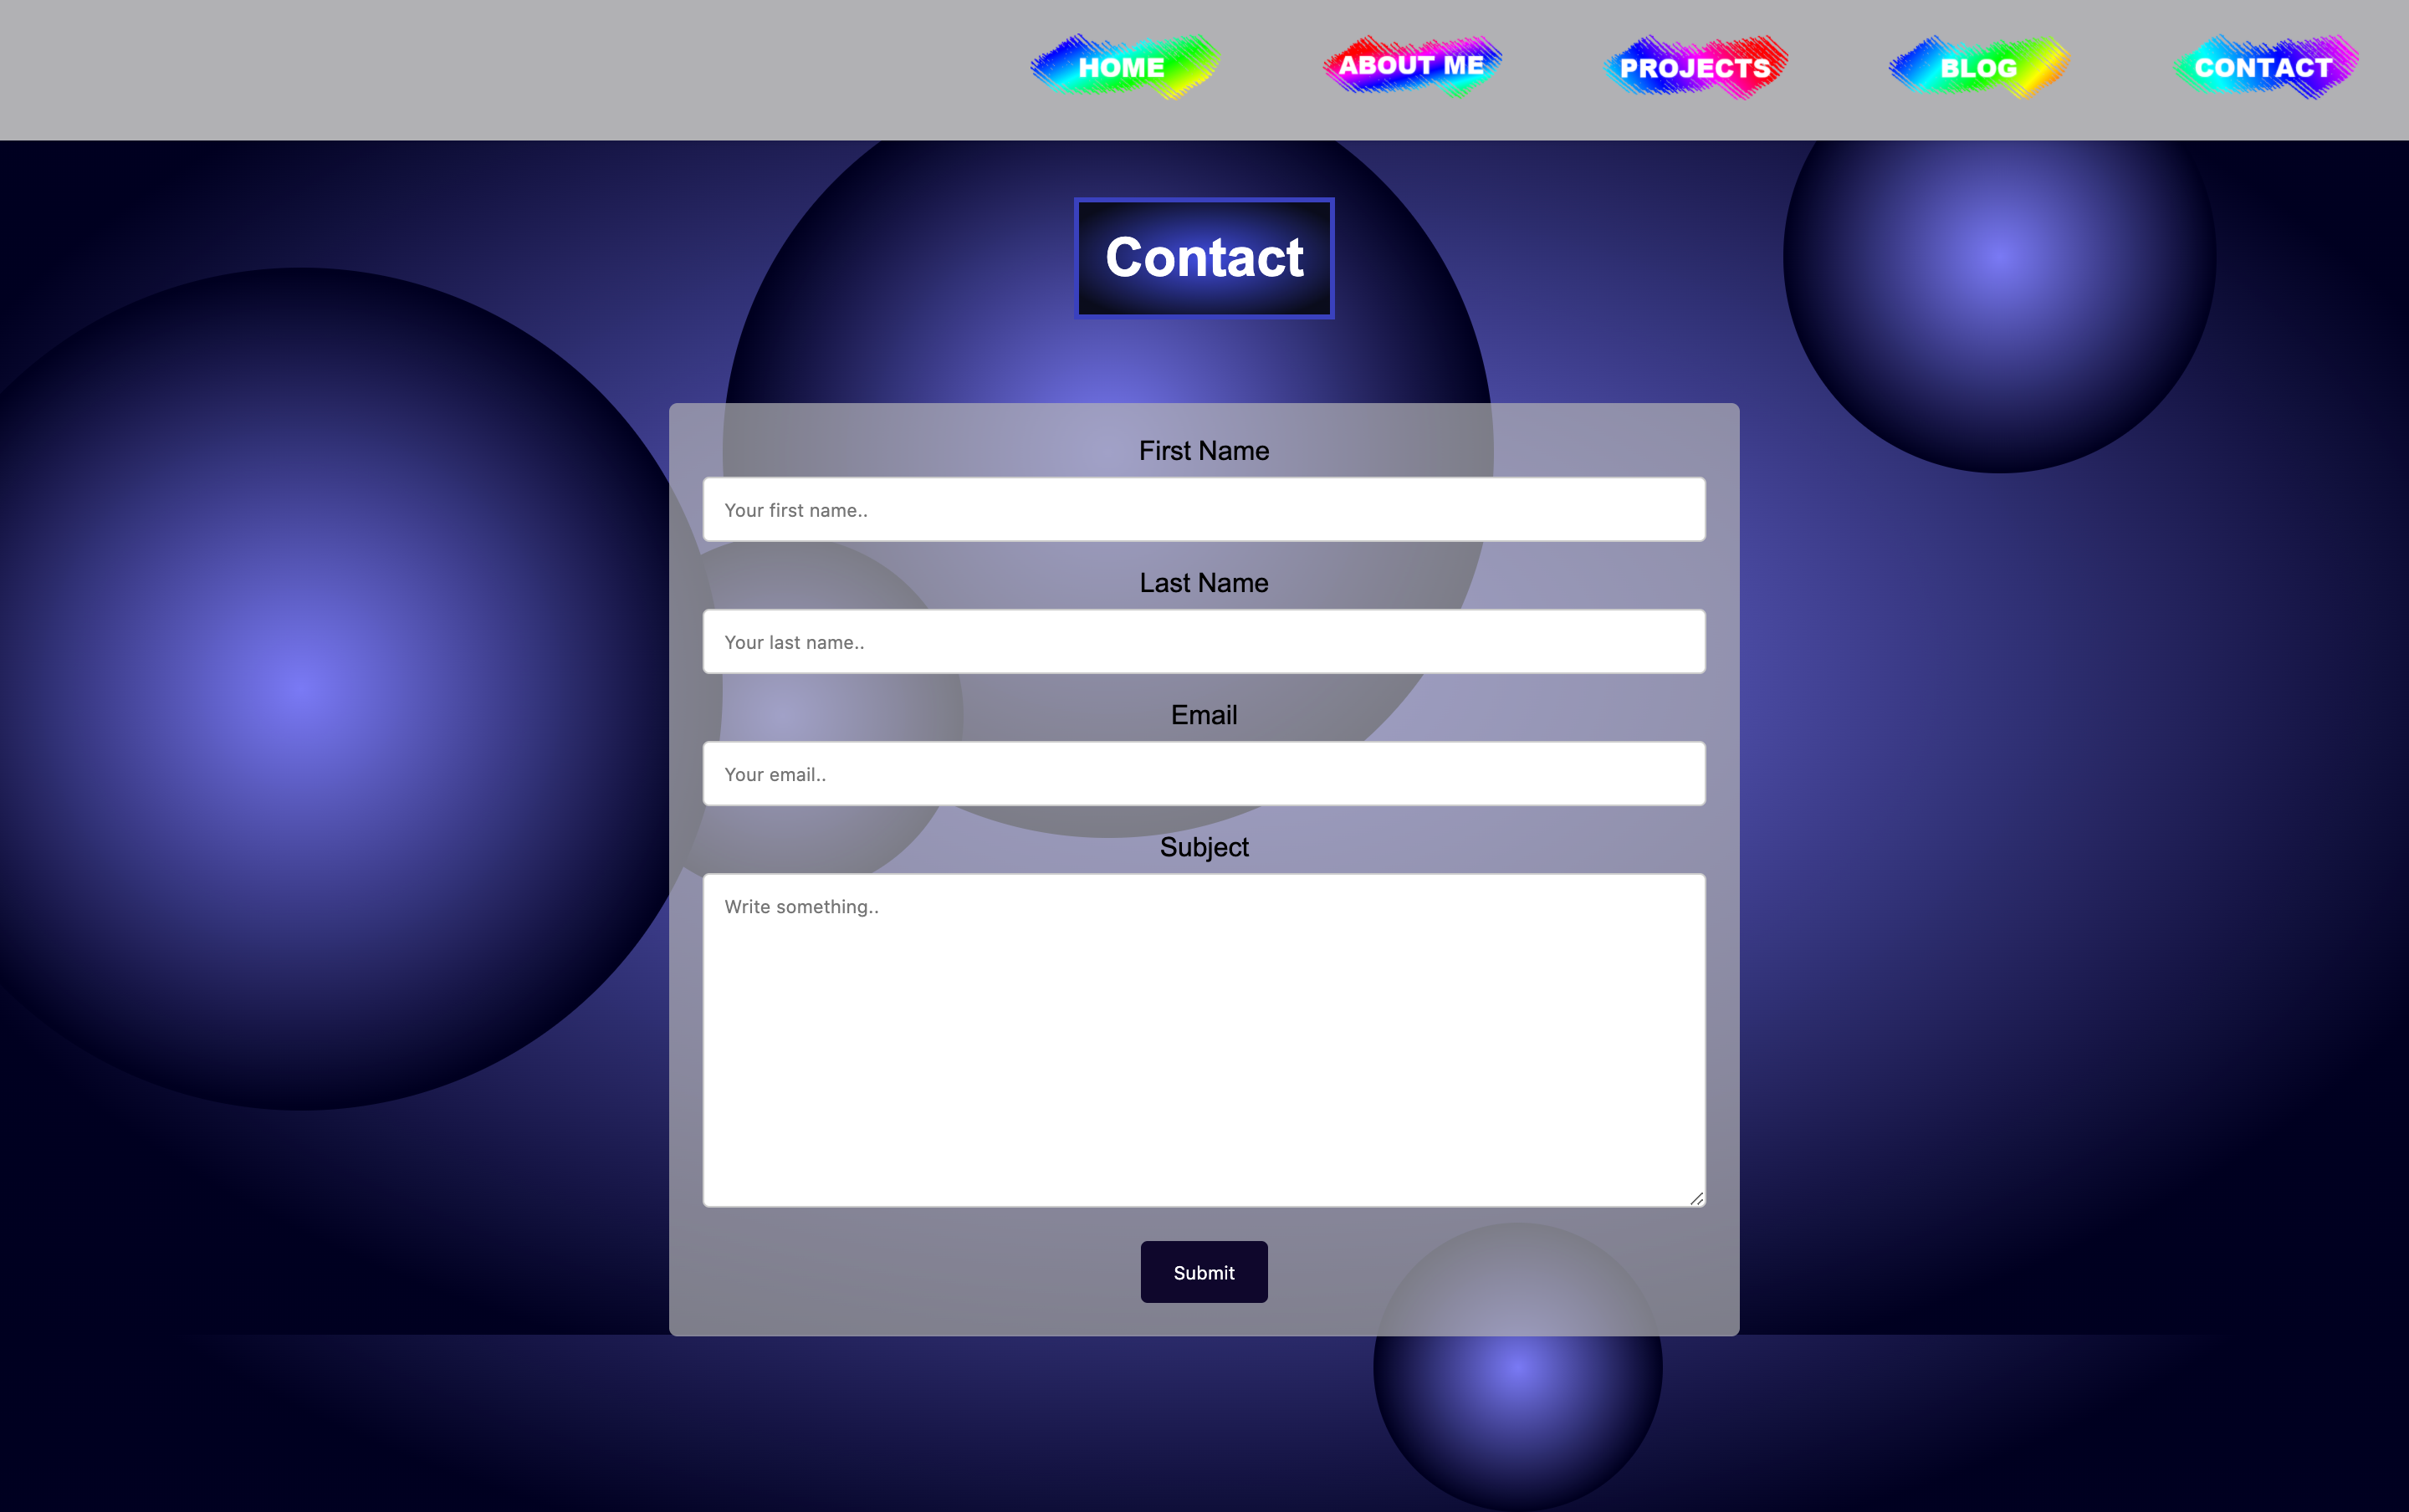 HOME ABOUT ME PROJECTS BLOG CONTACT
Contact
First Name
Your first name..
Last Name
Your last name..
Email
Your email..
Subject
Write something..
Submit